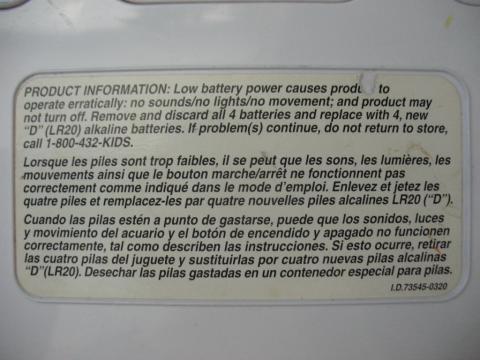 PRODUCT INFORMATION: Low battery power causes produ to
operate erratically: no sounds/no lights/no movement; and product may
not turn off. Remove and discard all 4 batteries and replace with 4, new
"D" (LR20) alkaline batteries. If problem(s) continue, do not return to store,
call 1-800-432-KIDS.
Lorsque les piles sont trop faibles, il se peut que les sons, les lumières, les
mouvements ainsi que le bouton marche/arrêt ne fonctionnent pas
correctement comme indiqué dans le mode d'emploi. Enlevez et jetez les
quatre piles et remplacez-les par quatre nouvelles piles alcalines LR20 ("D").
Cuando las pilas estén a punto de gastarse, puede que los sonidos, luces
y movimiento del acuario y el botón de encendido y apagado no funcionen
correctamente, tal como describen las instrucciones. Si esto ocurre, retirar
las cuatro pilas del juguete y sustituirlas por cuatro nuevas pilas alcalinas
"D"(LR20). Desechar las pilas gastadas en un contenedor especial para pilas.
I.D.73545-0320